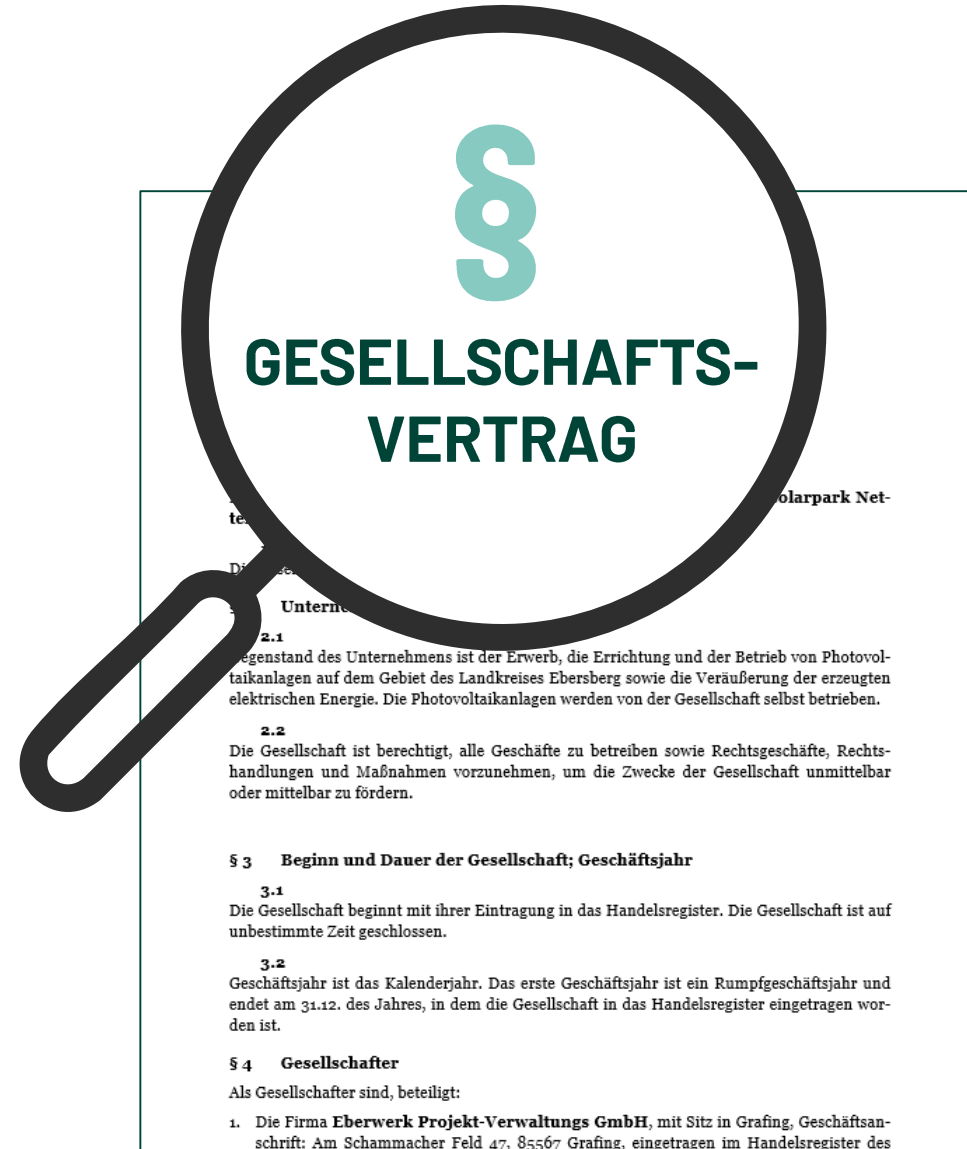 §
GESELLSCHAFTS-
VERTRAG
olarpark Net-
te
Di
Unterne
2.1
egenstand des Unternehmens ist der Erwerb, die Errichtung und der Betrieb von Photovol-
taikanlagen auf dem Gebiet des Landkreises Ebersberg sowie die Veräußerung der erzeugten
elektrischen Energie. Die Photovoltaikanlagen werden von der Gesellschaft selbst betrieben.
2.2
Die Gesellschaft ist berechtigt, alle Geschäfte zu betreiben sowie Rechtsgeschäfte, Rechts-
handlungen und Maßnahmen vorzunehmen, um die Zwecke der Gesellschaft unmittelbar
oder mittelbar zu fördern.
§ 3 Beginn und Dauer der Gesellschaft; Geschäftsjahr
3.1
Die Gesellschaft beginnt mit ihrer Eintragung in das Handelsregister. Die Gesellschaft ist auf
unbestimmte Zeit geschlossen.
3.2
Geschäftsjahr ist das Kalenderjahr. Das erste Geschäftsjahr ist ein Rumpfgeschäftsjahr und
endet am 31.12. des Jahres, in dem die Gesellschaft in das Handelsregister eingetragen wor-
den ist.
§ 4 Gesellschafter
Als Gesellschafter sind, beteiligt:
1. Die Firma Eberwerk Projekt-Verwaltungs GmbH, mit Sitz in Grafing, Geschäftsan-
schrift: Am Schammacher Feld 47, 85567 Grafing, eingetragen im Handelsregister des